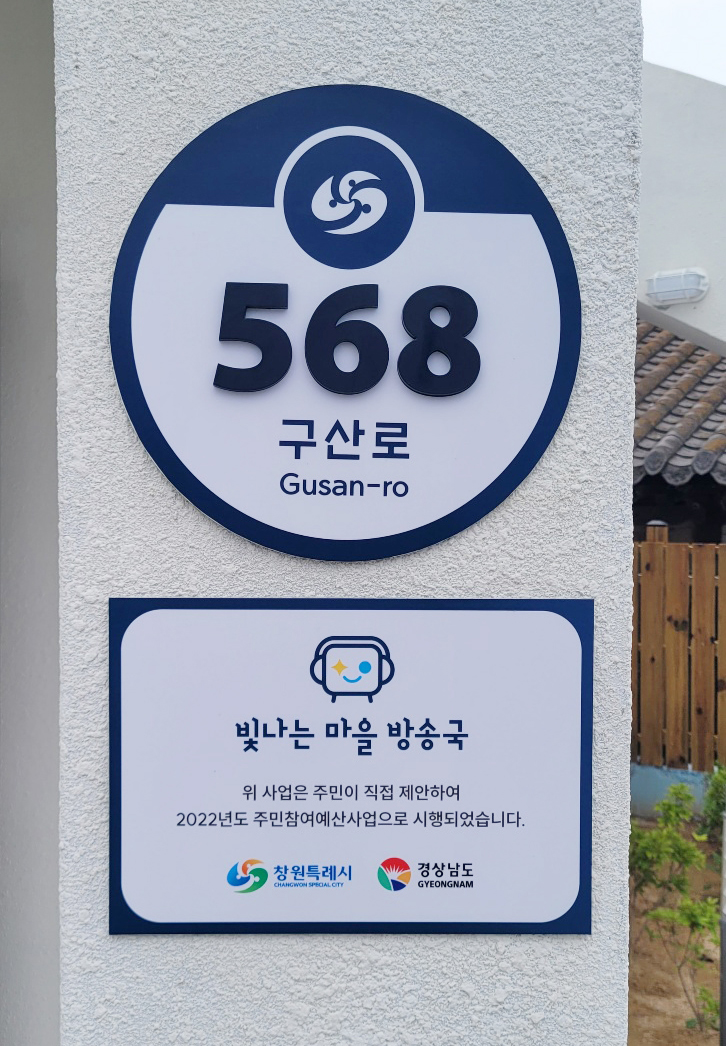 568
구산로
Gusan-ro
빛나는 마을 방송국
위 사업은 주민이 직접 제안하여
2022년도 주민참여예산사업으로 시행되었습니다.
창원특례시
CHANGWON SPECIAL CITY
경상남도
GYEONGNAM